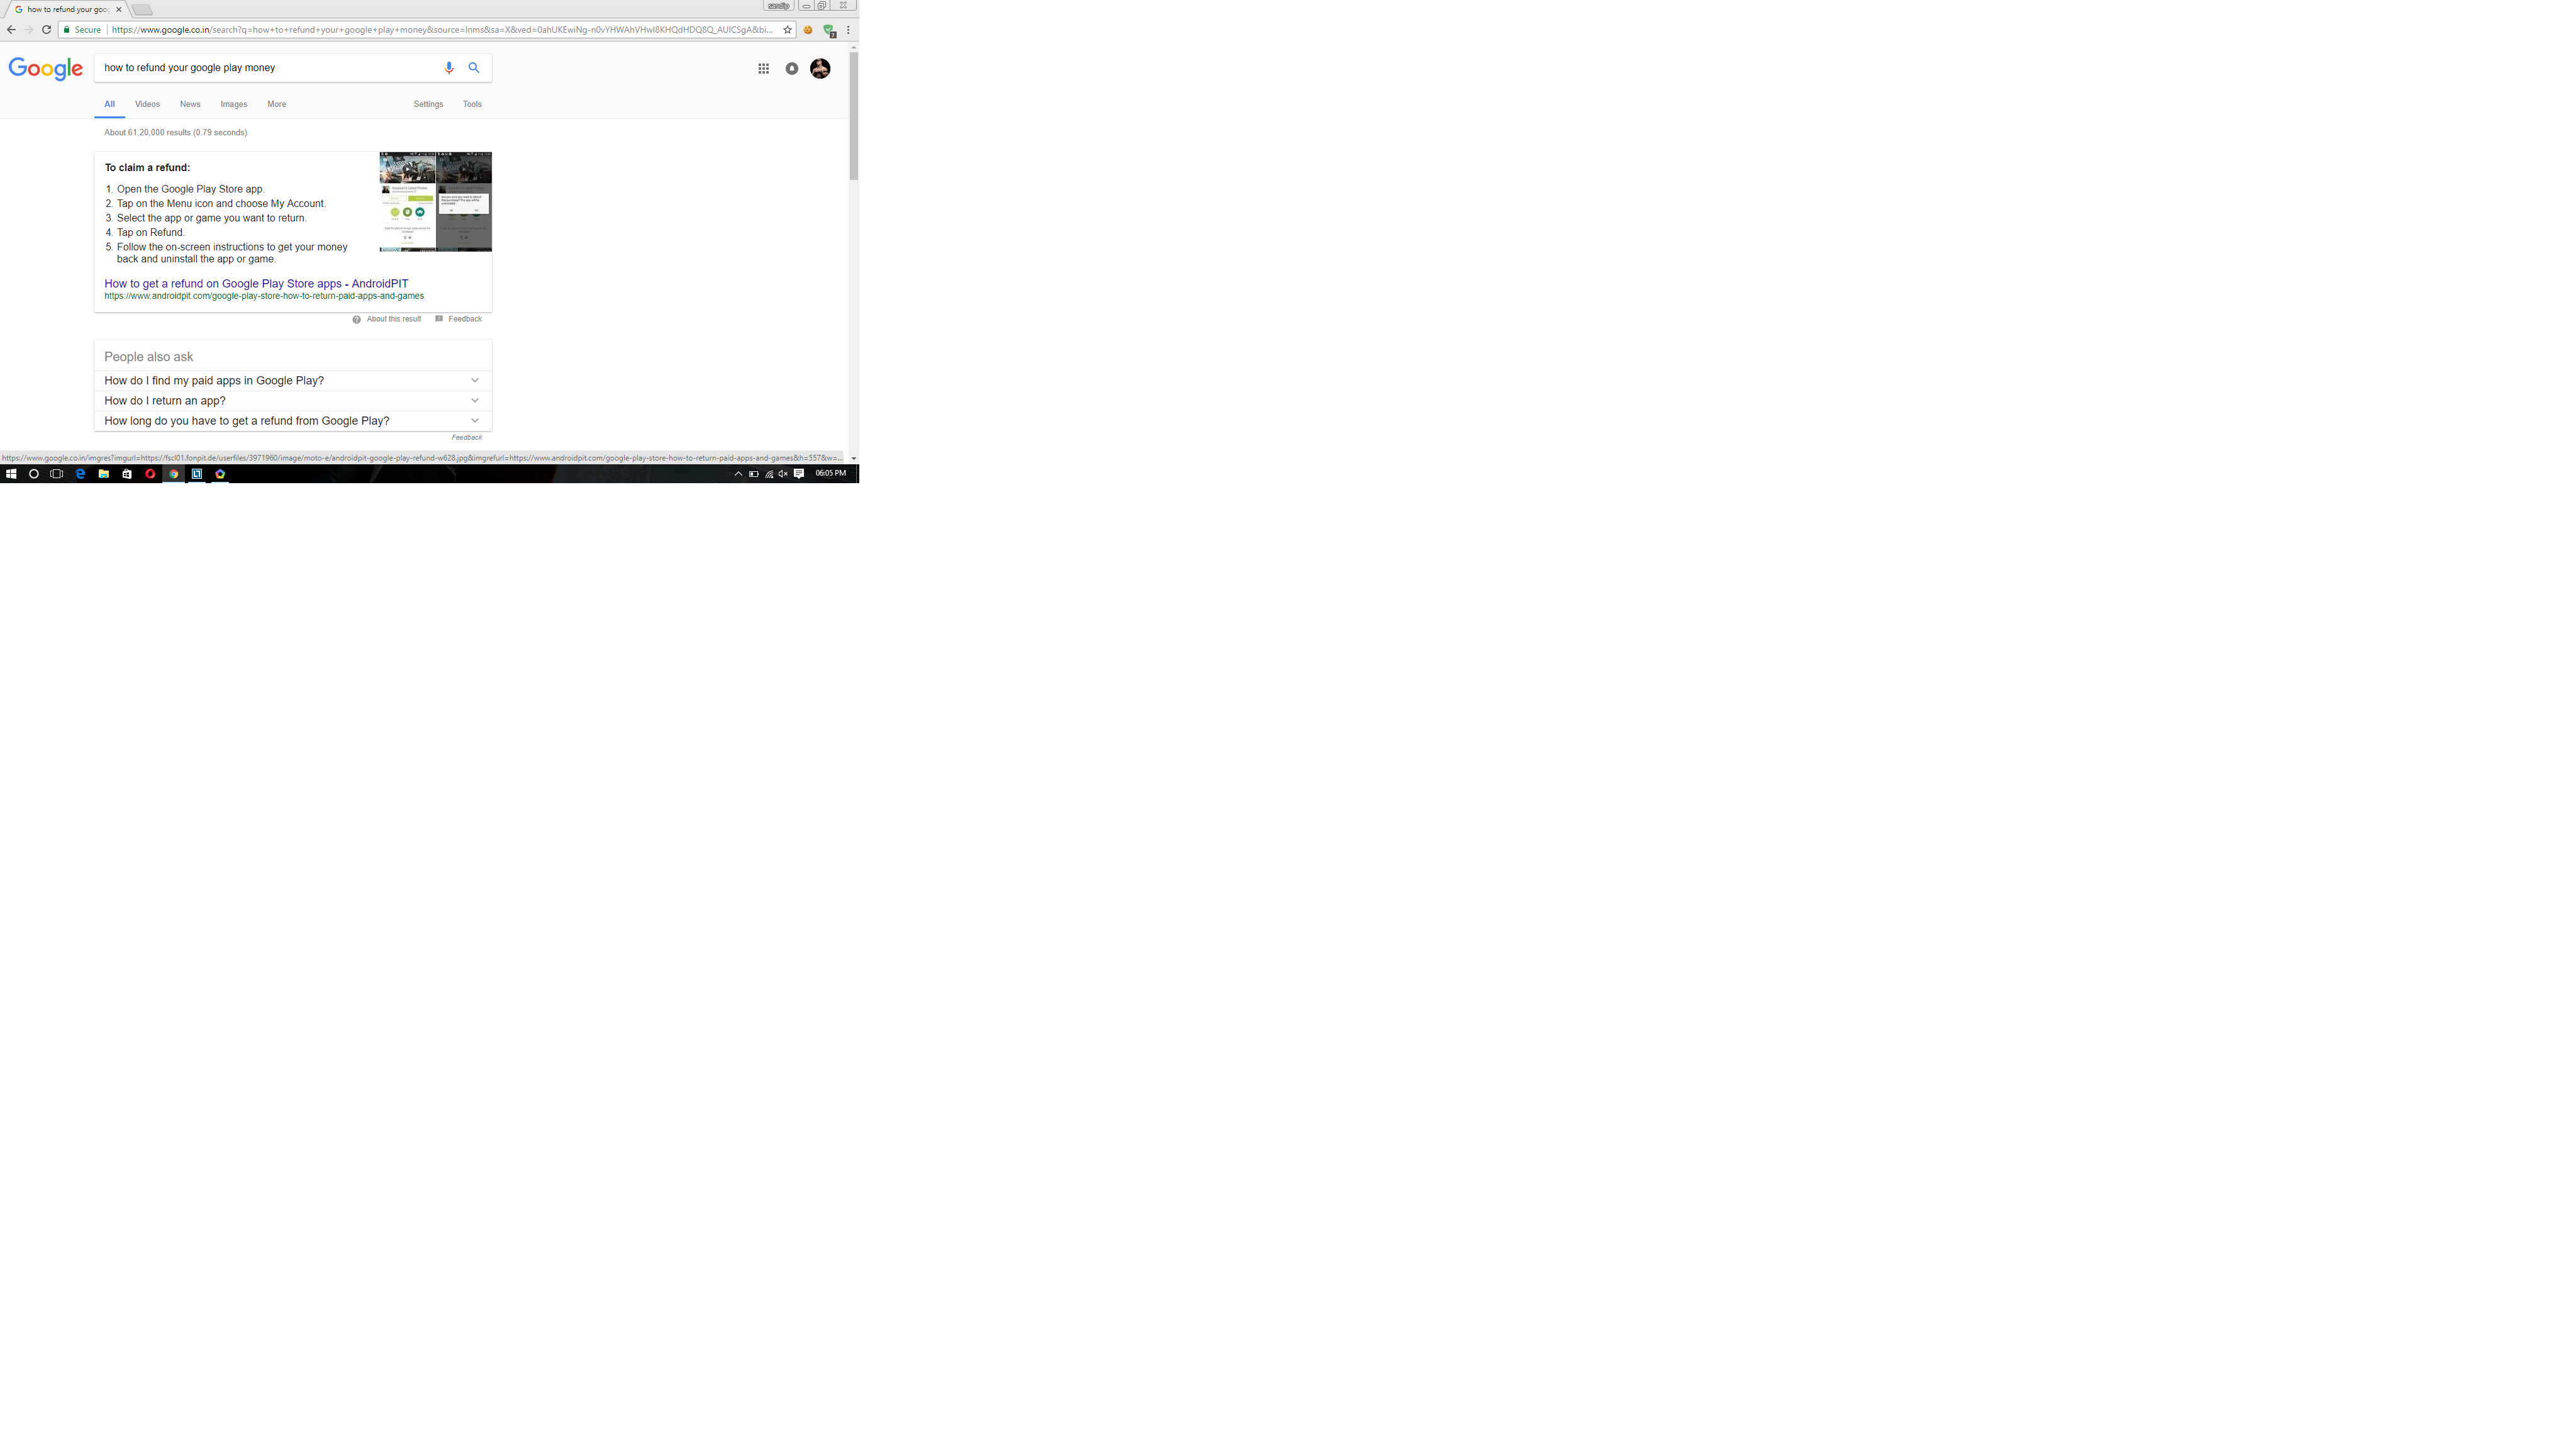 how to refund your goog
sandip
Secure
https://www.google.co.in/search?q=how+to+refund+your+google+play+money&source=lnms&sa=X&ved=0ahUKEwiNg-n0vYHWAhVHwI8KHQdHDQ8Q_AUICSgA&bi...
7
Google
how to refund your google play money
All
Videos
News
Images
More
Settings
Tools
About 61,20,000 results (0.79 seconds)
To claim a refund:
1. Open the Google Play Store app.
2. Tap on the Menu icon and choose My Account.
3. Select the app or game you want to return.
4. Tap on Refund.
5. Follow the on-screen instructions to get your money
back and uninstall the app or game.
How to get a refund on Google Play Store apps - AndroidPIT
https://www.androidpit.com/google-play-store-how-to-return-paid-apps-and-games
About this result
Feedback
People also ask
How do I find my paid apps in Google Play?
How do I return an app?
How long do you have to get a refund from Google Play?
Feedback
https://www.google.co.in/imgres?imgurl=https://fscl01.fonpit.de/userfiles/3971960/image/moto-e/androidpit-google-play-refund-w628.jpg&imgrefurl=https://www.androidpit.com/google-play-store-how-to-return-paid-apps-and-games&h=557&w=...
06:05 PM